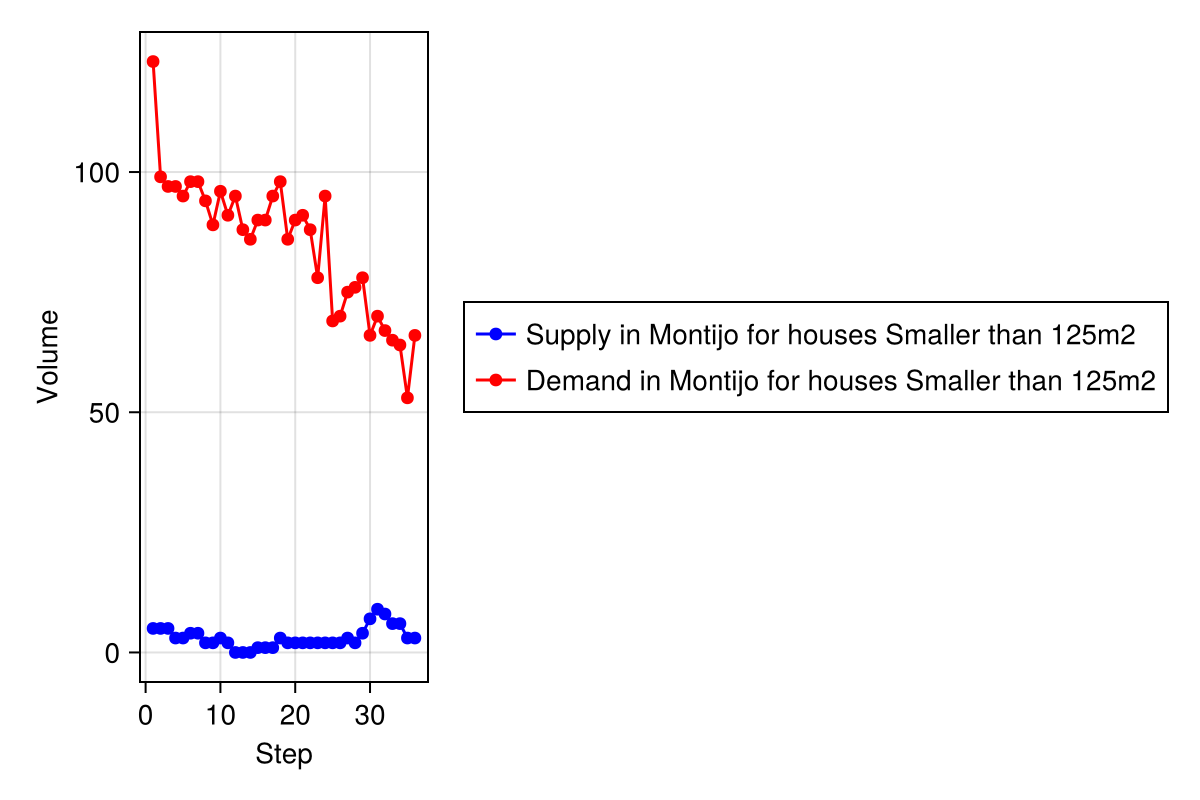 100
50
0
Volume
0 10 20 30
Step
Supply in Montijo for houses Smaller than 125m2
Demand in Montijo for houses Smaller than 125m2